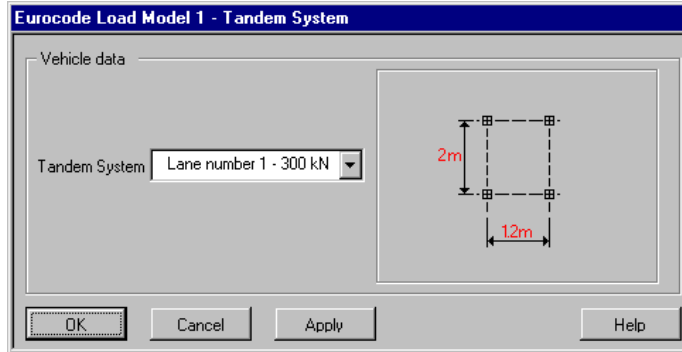 Eurocode Load Model 1 - Tandem System
Vehicle data
Tandem System
Lane number 1 - 300 kN
2m
1.2m
OK
Cancel
Apply
Help